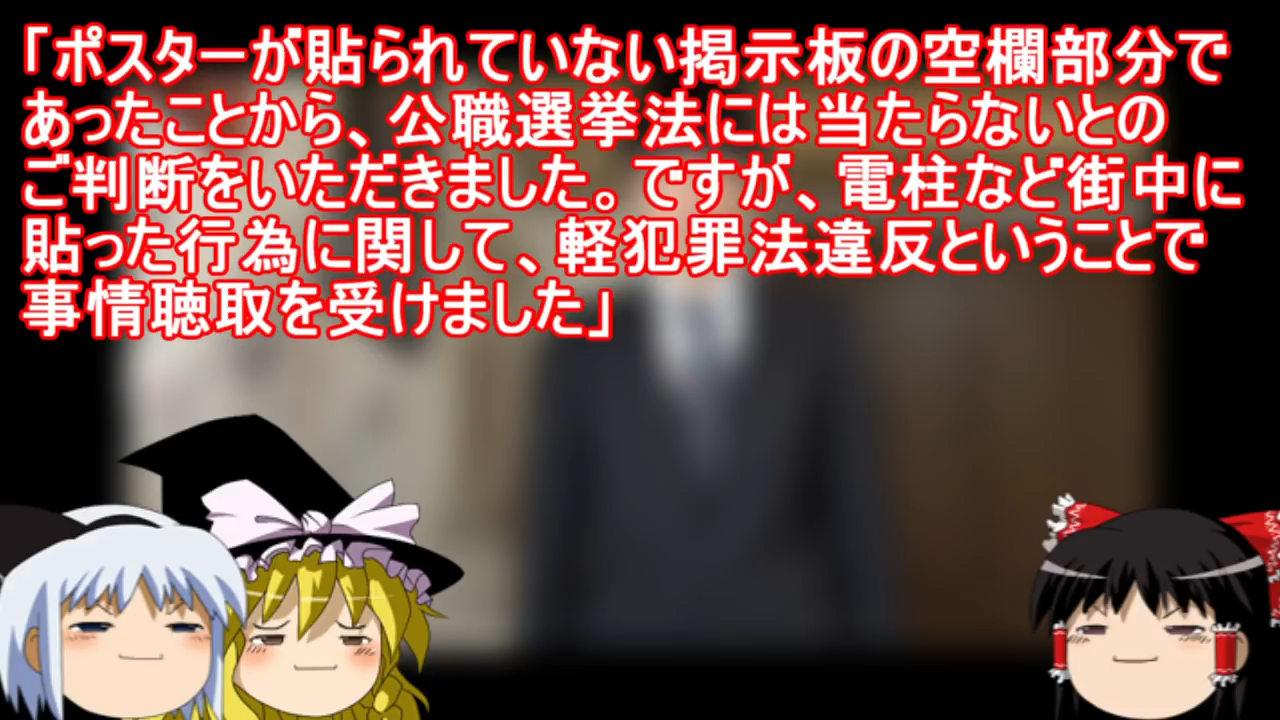 「ポスターが貼られていない掲示板の空欄部分で
あったことから、公職選挙法には当たらないとの
ご判断をいただきました。ですが、電柱など街中に
貼った行為に関して、軽犯罪法違反ということで
事情聴取を受けました」